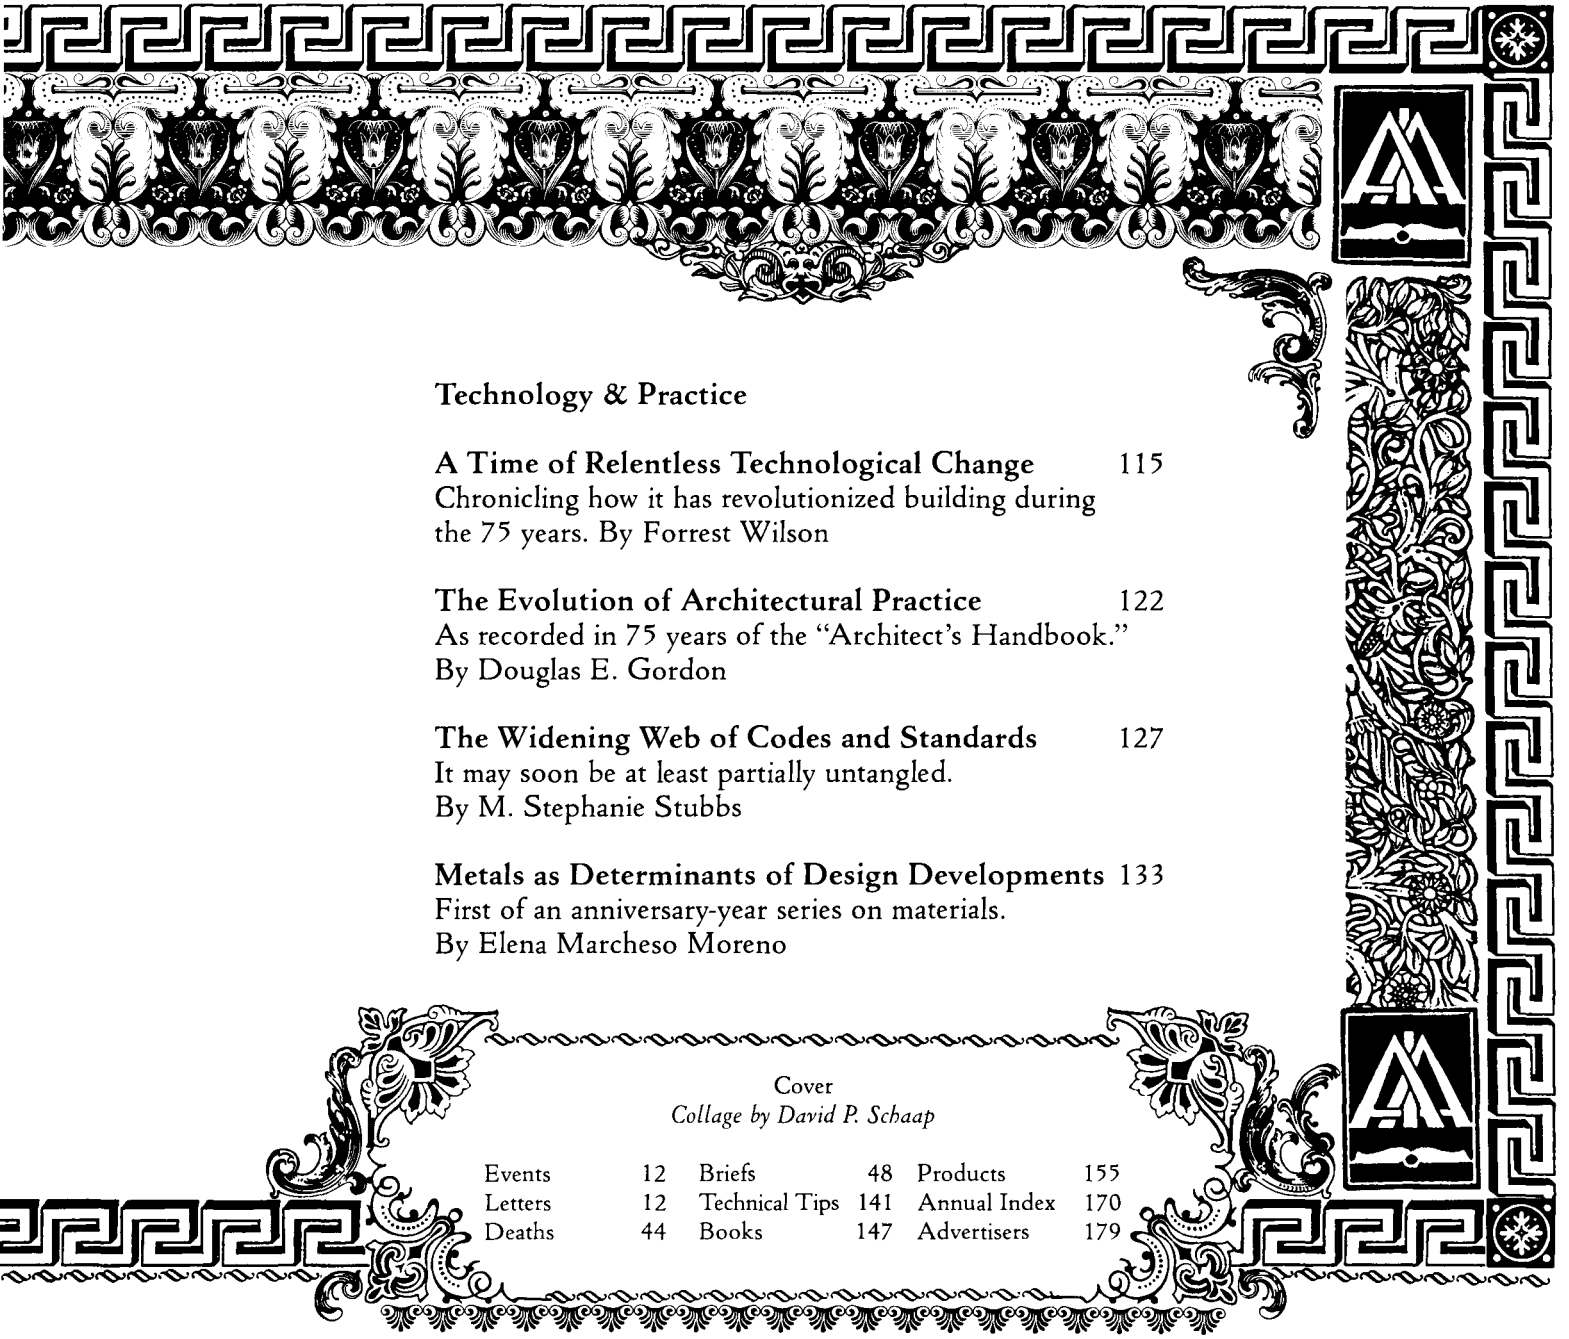 Technology & Practice
A Time of Relentless Technological Change 115
Chronicling how it has revolutionized building during
the 75 years. By Forrest Wilson
The Evolution of Architectural Practice 122
As recorded in 75 years of the “Architect’s Handbook.”
By Douglas E. Gordon
The Widening Web of Codes and Standards 127
It may soon be at least partially untangled.
By M. Stephanie Stubbs
Metals as Determinants of Design Developments 133
First of an anniversary-year series on materials.
By Elena Marcheso Moreno
Cover
Collage by David P. Schaap
Events 12 Briefs 48 Products 155
Letters 12 Technical Tips 141 Annual Index 170
Deaths 44 Books 147 Advertisers 179